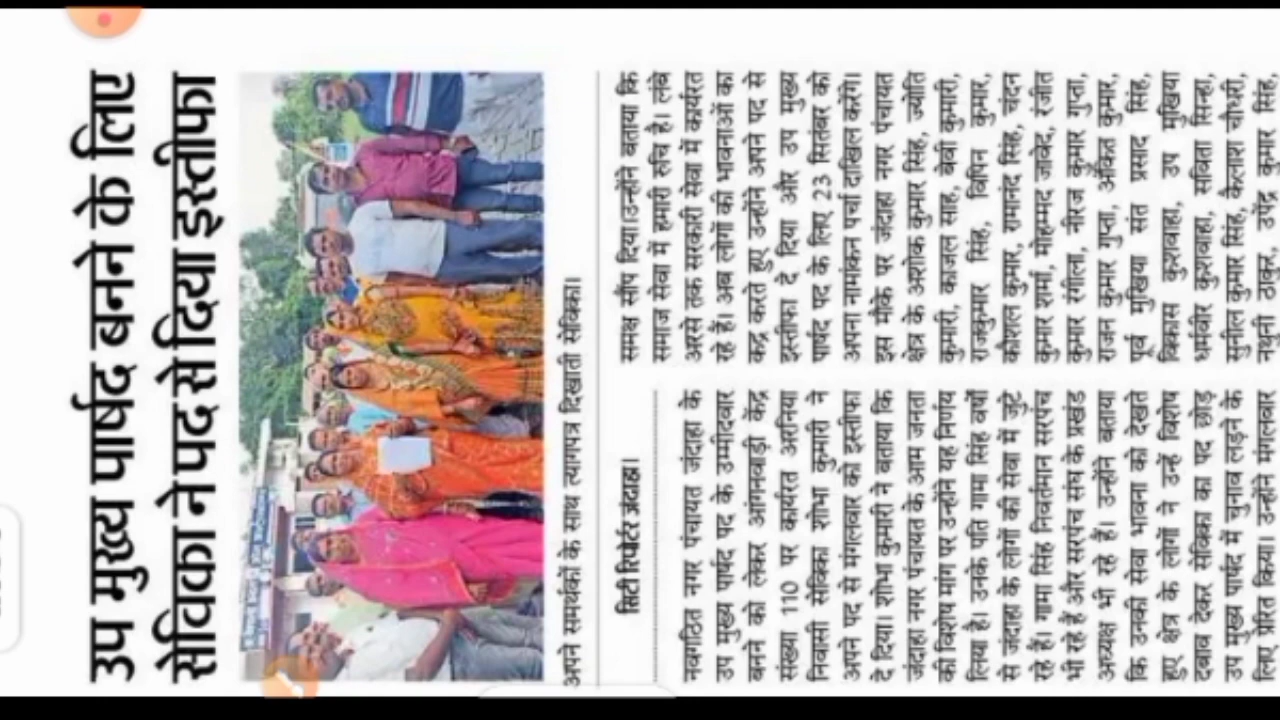 उप मुख्य पार्षद बनने के लिए
सेविका ने पद से दिया इस्तीफा
अपने समर्थकों के साथ त्यागपत्र दिखाती सेविका।
सिटी रिपोर्टर जंदाहा।
नवगठित नगर पंचायत जंदाहा के
उप मुख्य पार्षद पद के उम्मीदवार
बनने को लेकर आंगनवाड़ी केंद्र
संख्या 110 पर कार्यरत अरनिया
निवासी सेविका शोभा कुमारी ने
अपने पद से मंगलवार को इस्तीफा
दे दिया। शोभा कुमारी ने बताया कि
जंदाहा नगर पंचायत के आम जनता
की विशेष मांग पर उन्होंने यह निर्णय
लिया है। उनके पति गामा सिंह वर्षों
से जंदाहा के लोगों की सेवा में जुटे
रहे हैं। गामा सिंह निवर्तमान सरपंच
भी रहे हैं और सरपंच संघ के प्रखंड
अध्यक्ष भी रहे हैं। उन्होंने बताया
कि उनकी सेवा भावना को देखते
हुए क्षेत्र के लोगों ने उन्हें विशेष
दबाव देकर सेविका का पद छोड़
उप मुख्य पार्षद में चुनाव लड़ने के
लिए प्रेरित किया। उन्होंने मंगलवार
समक्ष सौंप दिया।उन्होंने बताया कि
समाज सेवा में हमारी रुचि है। लंबे
अरसे तक सरकारी सेवा में कार्यरत
रहे हैं। अब लोगों की भावनाओं का
कद्र करते हुए उन्होंने अपने पद से
इस्तीफा दे दिया और उप मुख्य
पार्षद पद के लिए 23 सितंबर को
अपना नामांकन पर्चा दाखिल करेंगी।
इस मौके पर जंदाहा नगर पंचायत
क्षेत्र के अशोक कुमार सिंह, ज्योति
कुमारी, काजल साह, बेबी कुमारी,
राजकुमार सिंह, विपिन कुमार,
कौशल कुमार, रामानंद सिंह, चंदन
कुमार शर्मा, मोहम्मद जावेद, रंजीत
कुमार रंगीला, नीरज कुमार गुप्ता,
राजन कुमार गुप्ता, अंकित कुमार,
पूर्व मुखिया संत प्रसाद सिंह,
विकास कुशवाहा, उप मुखिया
धर्मवीर कुशवाहा, सविता सिन्हा,
सुनील कुमार सिंह, कैलाश चौधरी,
नथुनी ठाकुर, उपेंद्र कुमार सिंह,